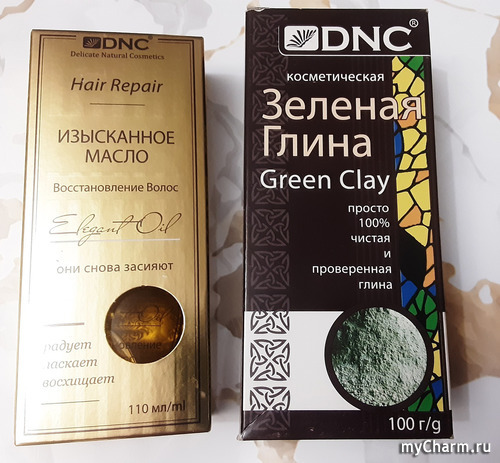 DNC
Delicate Natural Cosmetics
Hair Repair
ИЗЫСКАННОЕ
МАСЛО
Восстановление Волос
Elegant Oil
они снова засияют
радует
ласкает
восхищает
110 мл/ml
DNC®
косметическая
Зеленая
Глина
Green Clay
просто
100%
чистая
и
проверенная
глина
100 г/g
myCharm.ru